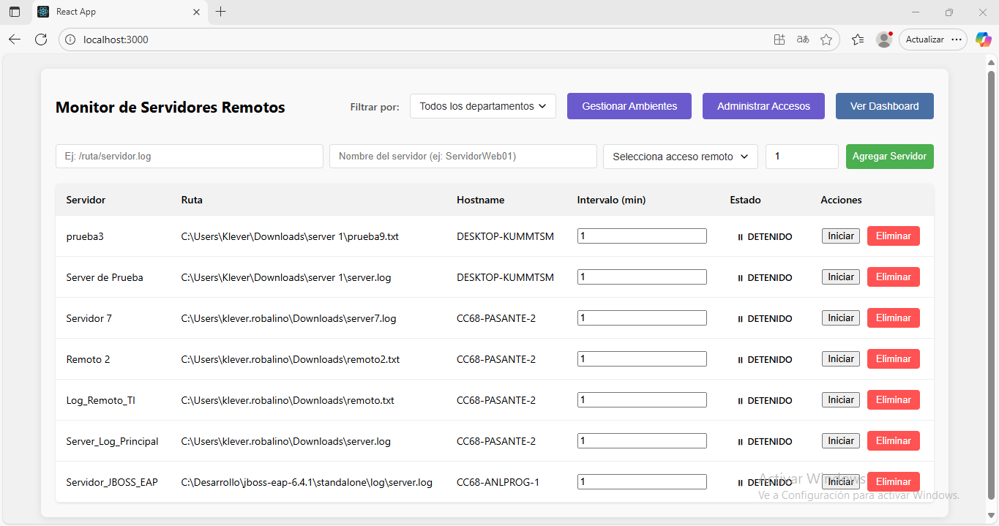 React App
localhost:3000
Actualizar
Monitor de Servidores Remotos Filtrar por: Todos los departamentos Gestionar Ambientes Administrar Accesos Ver Dashboard
Ej: /ruta/servidor.log Nombre del servidor (ej: ServidorWeb01) Selecciona acceso remoto 1 Agregar Servidor
Servidor Ruta Hostname Intervalo (min) Estado Acciones
prueba3 C:\Users\Klever\Downloads\server 1\prueba9.txt DESKTOP-KUMMTSM 1 DETENIDO Iniciar Eliminar
Server de Prueba C:\Users\Klever\Downloads\server 1\server.log DESKTOP-KUMMTSM 1 DETENIDO Iniciar Eliminar
Servidor 7 C:\Users\klever.robalino\Downloads\server7.log CC68-PASANTE-2 1 DETENIDO Iniciar Eliminar
Remoto 2 C:\Users\klever.robalino\Downloads\remoto2.txt CC68-PASANTE-2 1 DETENIDO Iniciar Eliminar
Log_Remoto_TI C:\Users\klever.robalino\Downloads\remoto.txt CC68-PASANTE-2 1 DETENIDO Iniciar Eliminar
Server_Log_Principal C:\Users\klever.robalino\Downloads\server.log CC68-PASANTE-2 1 DETENIDO Iniciar Eliminar
Servidor_JBOSS_EAP C:\Desarrollo\jboss-eap-6.4.1\standalone\log\server.log CC68-ANLPROG-1 1 DETENIDO Iniciar Eliminar
Activar Windows
Ve a Configuración para activar Windows.